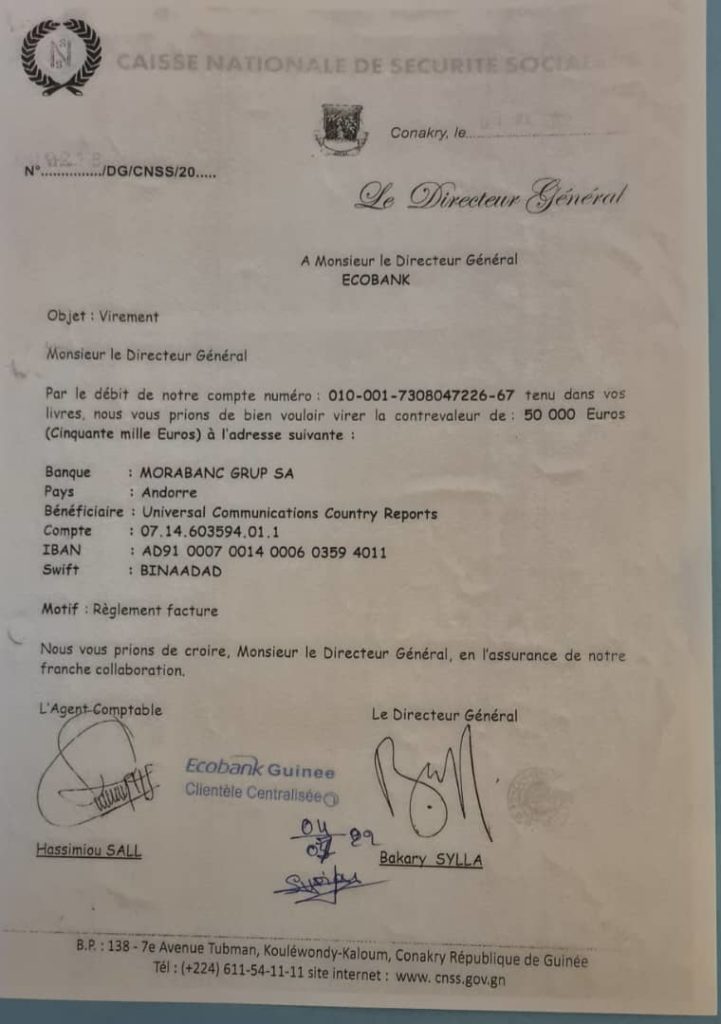 CAISSE NATIONALE DE SECURITE SOCIALE
Conakry, le..............................
N°.............../DG/CNSS/20.....
Le Directeur Général
A Monsieur le Directeur Général
ECOBANK
Objet : Virement
Monsieur le Directeur Général
Par le débit de notre compte numéro : 010-001-7308047226-67 tenu dans vos
livres, nous vous prions de bien vouloir virer la contrevaleur de : 50 000 Euros
(Cinquante mille Euros) à l'adresse suivante :
Banque : MORABANC GRUP SA
Pays : Andorre
Bénéficiaire : Universal Communications Country Reports
Compte : 07.14.603594.01.1
IBAN : AD91 0007 0014 0006 0359 4011
Swift : BINAADAD
Motif : Règlement facture
Nous vous prions de croire, Monsieur le Directeur Général, en l'assurance de notre
franche collaboration.
L'Agent Comptable
Le Directeur Général
Ecobank Guinee
Clientèle Centralisée
04
07 22
Hassimiou SALL
Bakary SYLLA
B.P. : 138 - 7e Avenue Tubman, Kouléwondy-Kaloum, Conakry République de Guinée
Tél : (+224) 611-54-11-11 site internet : www. cnss.gov.gn